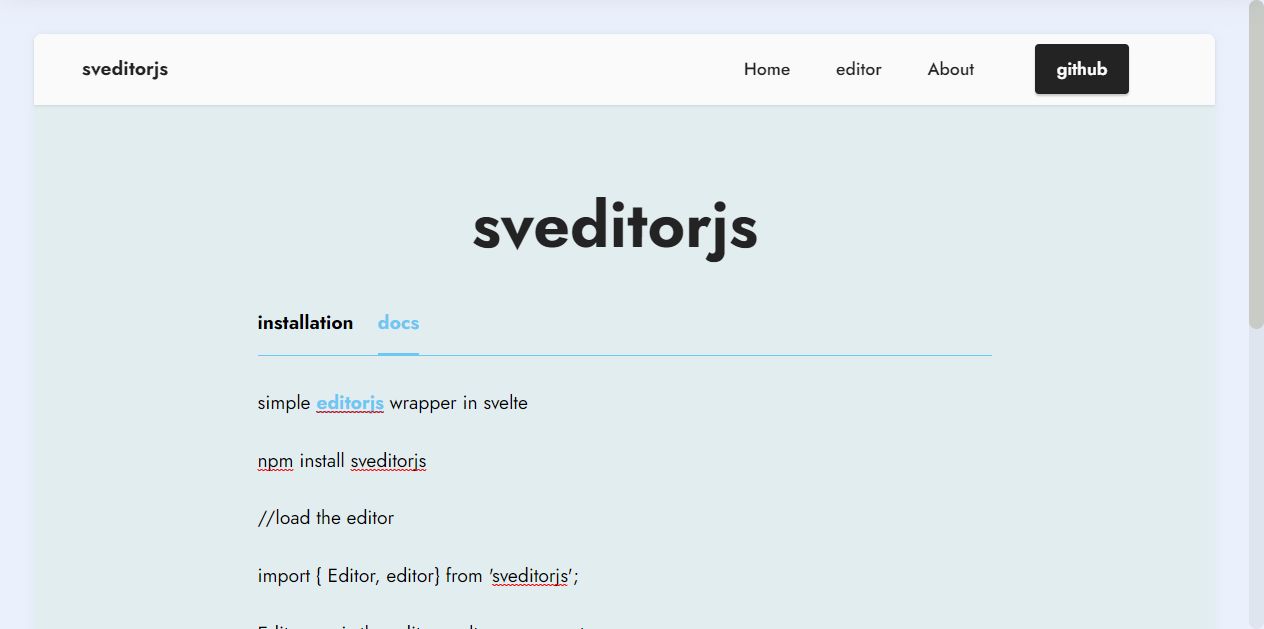 sveditorjs
Home editor About github
sveditorjs
installation docs
simple editorjs wrapper in svelte
npm install sveditorjs
//load the editor
import { Editor, editor} from 'sveditorjs';